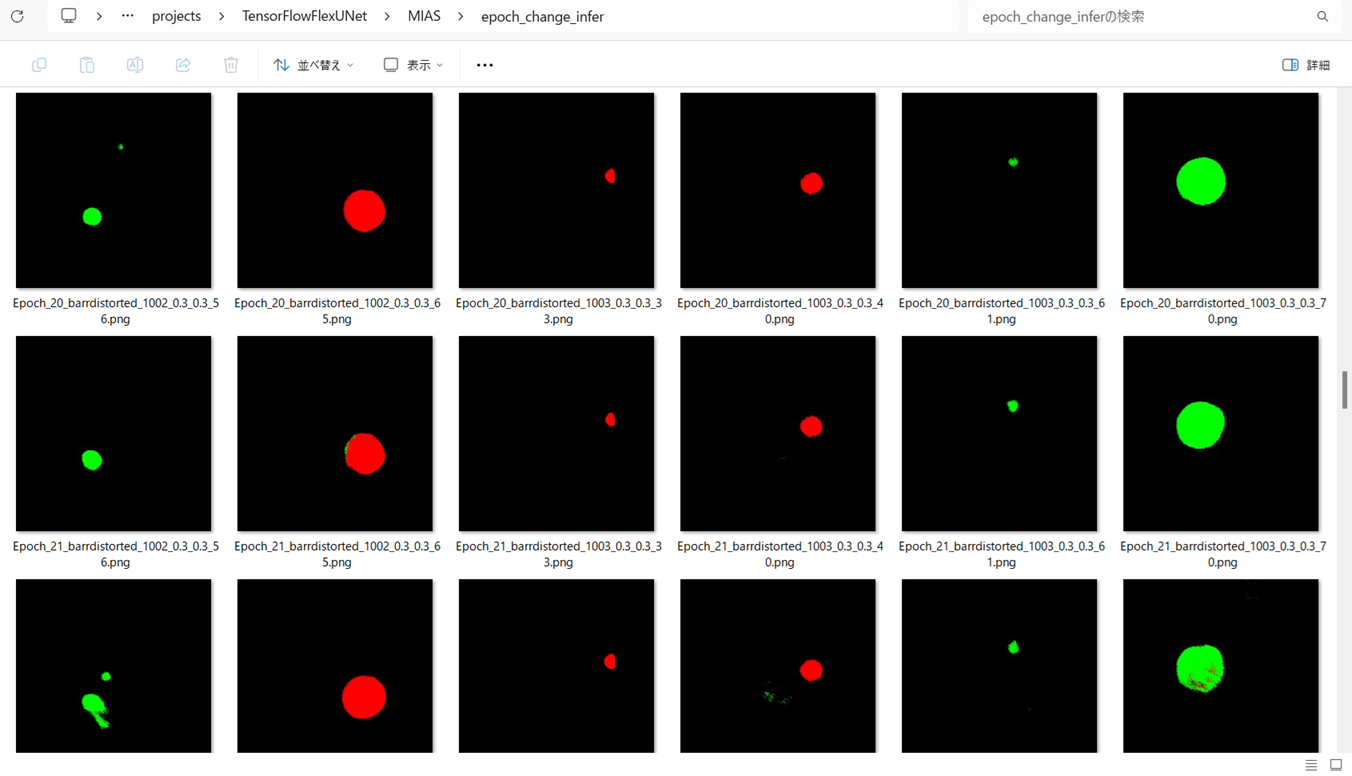 projects > TensorFlowFlexUNet > MIAS > epoch_change_infer
epoch_change_inferの検索
並べ替え
表示
詳細
Epoch_20_barrdistorted_1002_0.3_0.3_5
6.png
Epoch_20_barrdistorted_1002_0.3_0.3_6
5.png
Epoch_20_barrdistorted_1003_0.3_0.3_3
3.png
Epoch_20_barrdistorted_1003_0.3_0.3_4
0.png
Epoch_20_barrdistorted_1003_0.3_0.3_6
1.png
Epoch_20_barrdistorted_1003_0.3_0.3_7
0.png
Epoch_21_barrdistorted_1002_0.3_0.3_5
6.png
Epoch_21_barrdistorted_1002_0.3_0.3_6
5.png
Epoch_21_barrdistorted_1003_0.3_0.3_3
3.png
Epoch_21_barrdistorted_1003_0.3_0.3_4
0.png
Epoch_21_barrdistorted_1003_0.3_0.3_6
1.png
Epoch_21_barrdistorted_1003_0.3_0.3_7
0.png